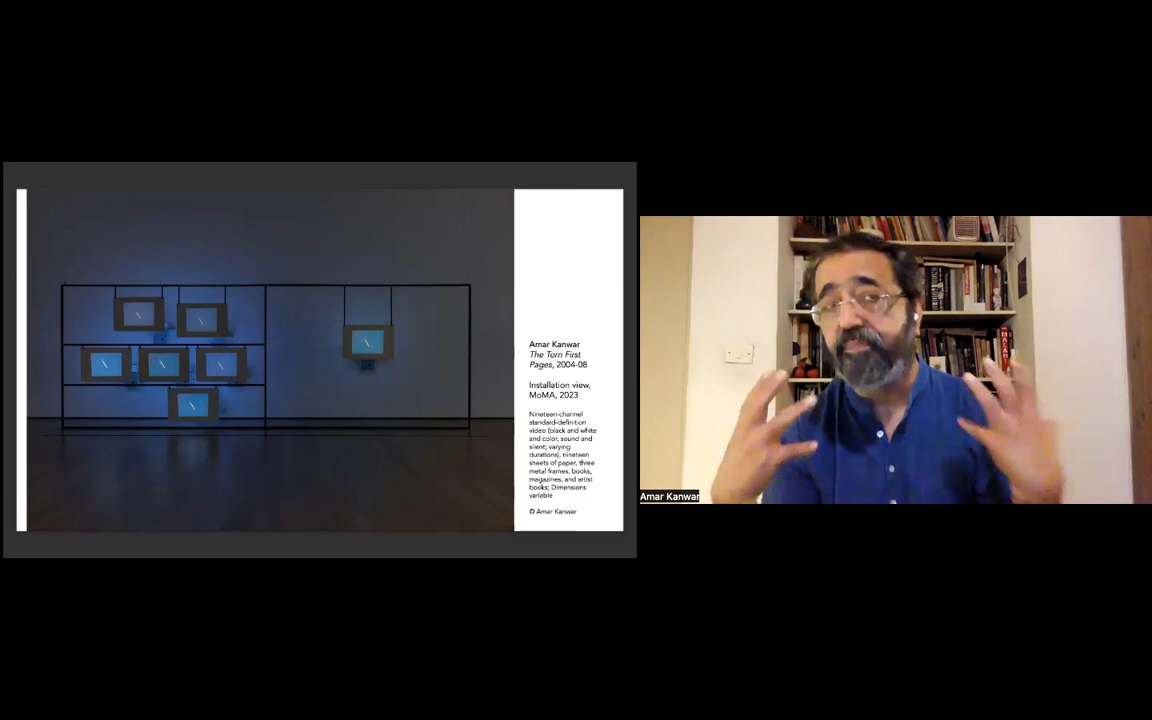 Amar Kanwar
The Torn First
Pages, 2004-08
Installation view,
MoMA, 2023
Nineteen-channel
standard-definition
video (black and white
and color, sound and
silent; varying
durations), nineteen
sheets of paper, three
metal frames, books,
magazines, and artist
books; Dimensions
variable
© Amar Kanwar
Amar Kanwar